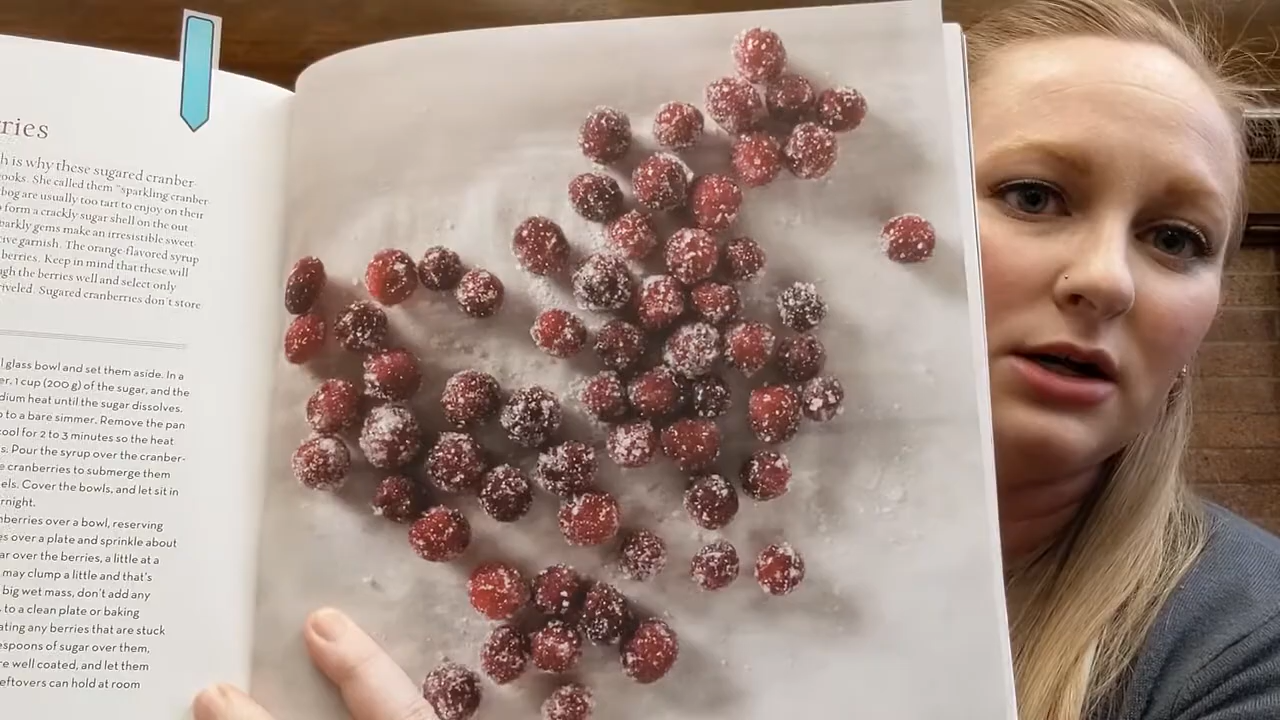 ries
h is why these sugared cranber-
ooks. She called them "sparkling cranber-
bog are usually too tart to enjoy on their
o form a crackly sugar shell on the out
parkly gems make an irresistible sweet
ive garnish. The orange-flavored syrup
berries. Keep in mind that these will
gh the berries well and select only
riveled. Sugared cranberries don't store
l glass bowl and set them aside. In a
er, 1 cup (200 g) of the sugar, and the
dium heat until the sugar dissolves.
p to a bare simmer. Remove the pan
cool for 2 to 3 minutes so the heat
s. Pour the syrup over the cranber-
e cranberries to submerge them
els. Cover the bowls, and let sit in
rnight.
nberries over a bowl, reserving
es over a plate and sprinkle about
ar over the berries, a little at a
may clump a little and that's
big wet mass, don't add any
to a clean plate or baking
ating any berries that are stuck
espoons of sugar over them,
re well coated, and let them
eftovers can hold at room